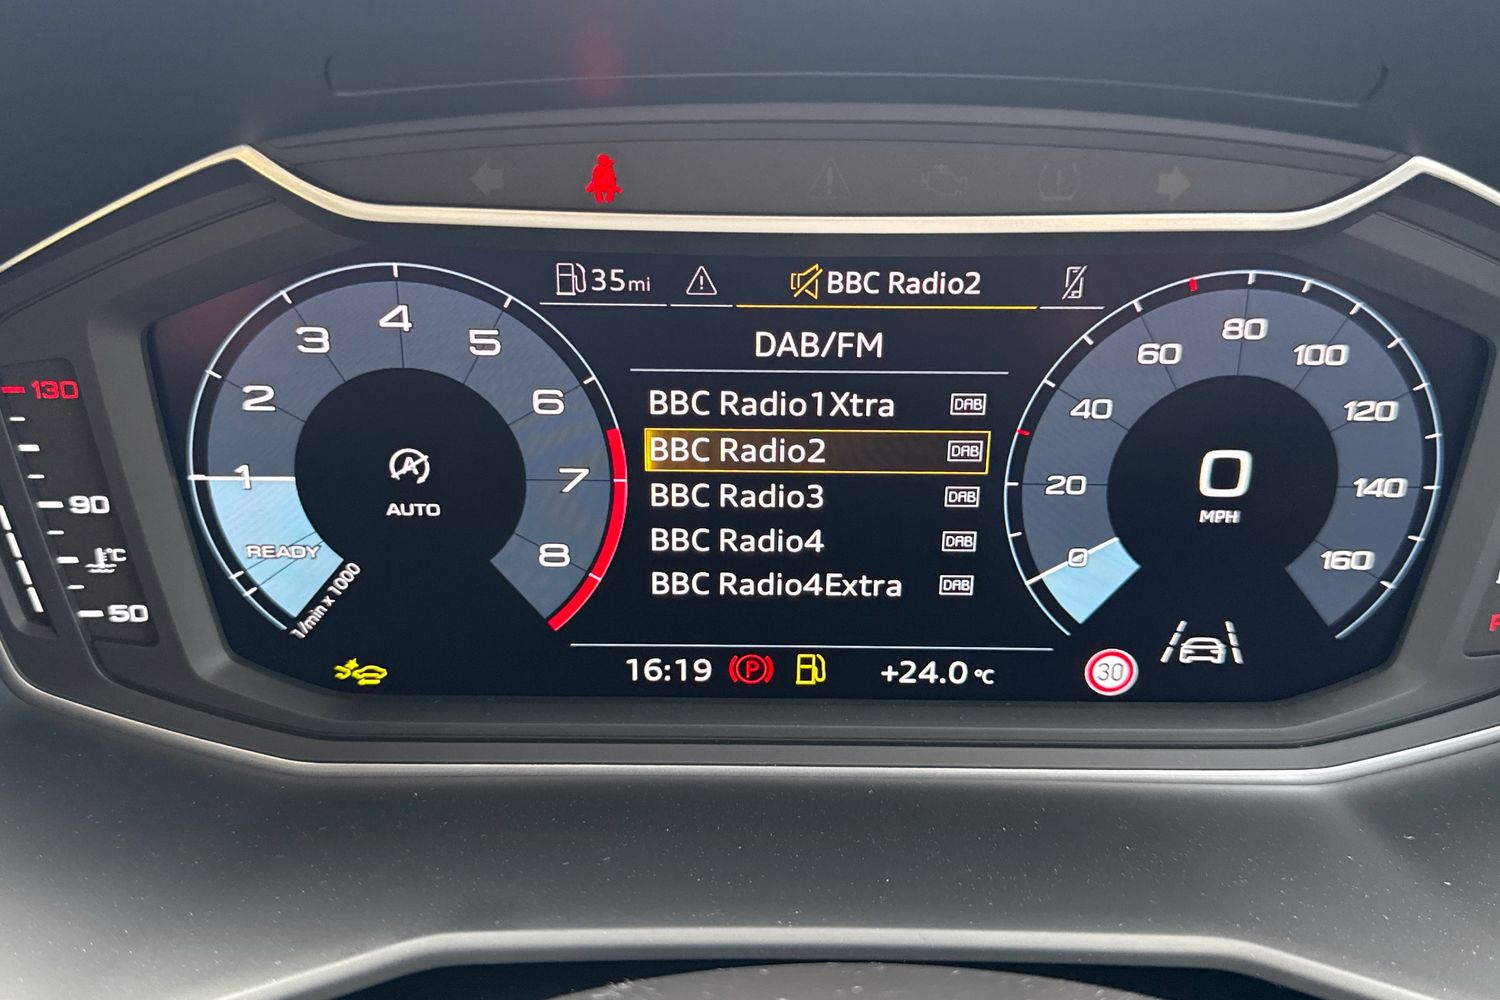 35mi
BBC Radio2
DAB/FM
BBC Radio1Xtra DAB
BBC Radio2 DAB
BBC Radio3 DAB
BBC Radio4 DAB
BBC Radio4Extra DAB
16:19 P +24.0 °C
1 2 3 4 5 6 7 8
READY
1/min x 1000
A
AUTO
0 20 40 60 80 100 120 140 160
0
MPH
30
130
90
°C
50